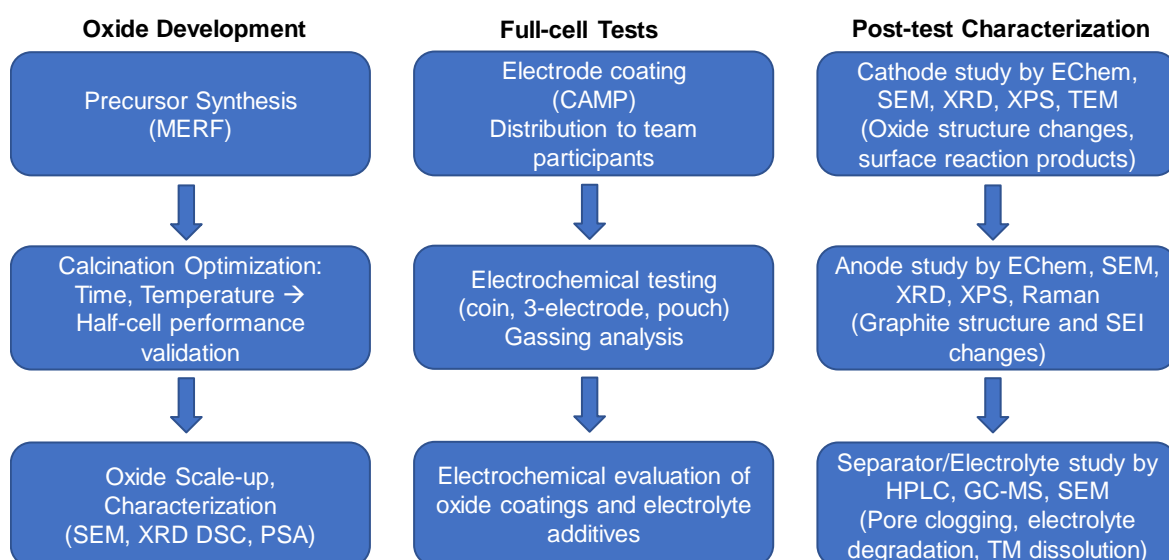 Oxide Development
Precursor Synthesis
(MERF)
Calcination Optimization:
Time, Temperature →
Half-cell performance
validation
Oxide Scale-up,
Characterization
(SEM, XRD DSC, PSA)
Full-cell Tests
Electrode coating
(CAMP)
Distribution to team
participants
Electrochemical testing
(coin, 3-electrode, pouch)
Gassing analysis
Electrochemical evaluation of
oxide coatings and electrolyte
additives
Post-test Characterization
Cathode study by EChem,
SEM, XRD, XPS, TEM
(Oxide structure changes,
surface reaction products)
Anode study by EChem, SEM,
XRD, XPS, Raman
(Graphite structure and SEI
changes)
Separator/Electrolyte study by
HPLC, GC-MS, SEM
(Pore clogging, electrolyte
degradation, TM dissolution)